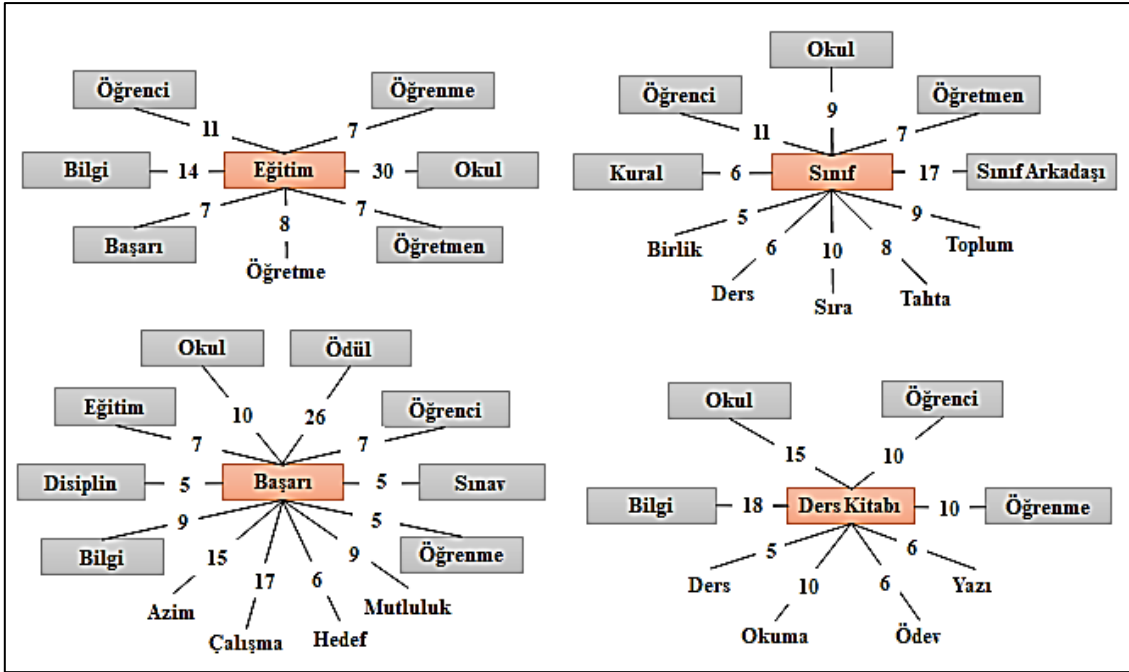 Öğrenci
Öğrenme
11
7
Bilgi
14
Eğitim
30
Okul
7
8
7
Başarı
Öğretmen
Öğretme
Okul
Öğrenci
9
Öğretmen
11
7
Kural
6
Sınıf
17
Sınıf Arkadaşı
5
6
10
8
9
Birlik
Toplum
Ders
Sıra
Tahta
Okul
Ödül
Eğitim
Öğrenci
10
26
7
7
Disiplin
5
Başarı
5
Sınav
9
5
Bilgi
15
17
6
9
Öğrenme
Azim
Mutluluk
Çalışma
Hedef
Okul
Öğrenci
15
10
Bilgi
18
Ders Kitabı
10
Öğrenme
5
6
Ders
10
6
Yazı
Okuma
Ödev